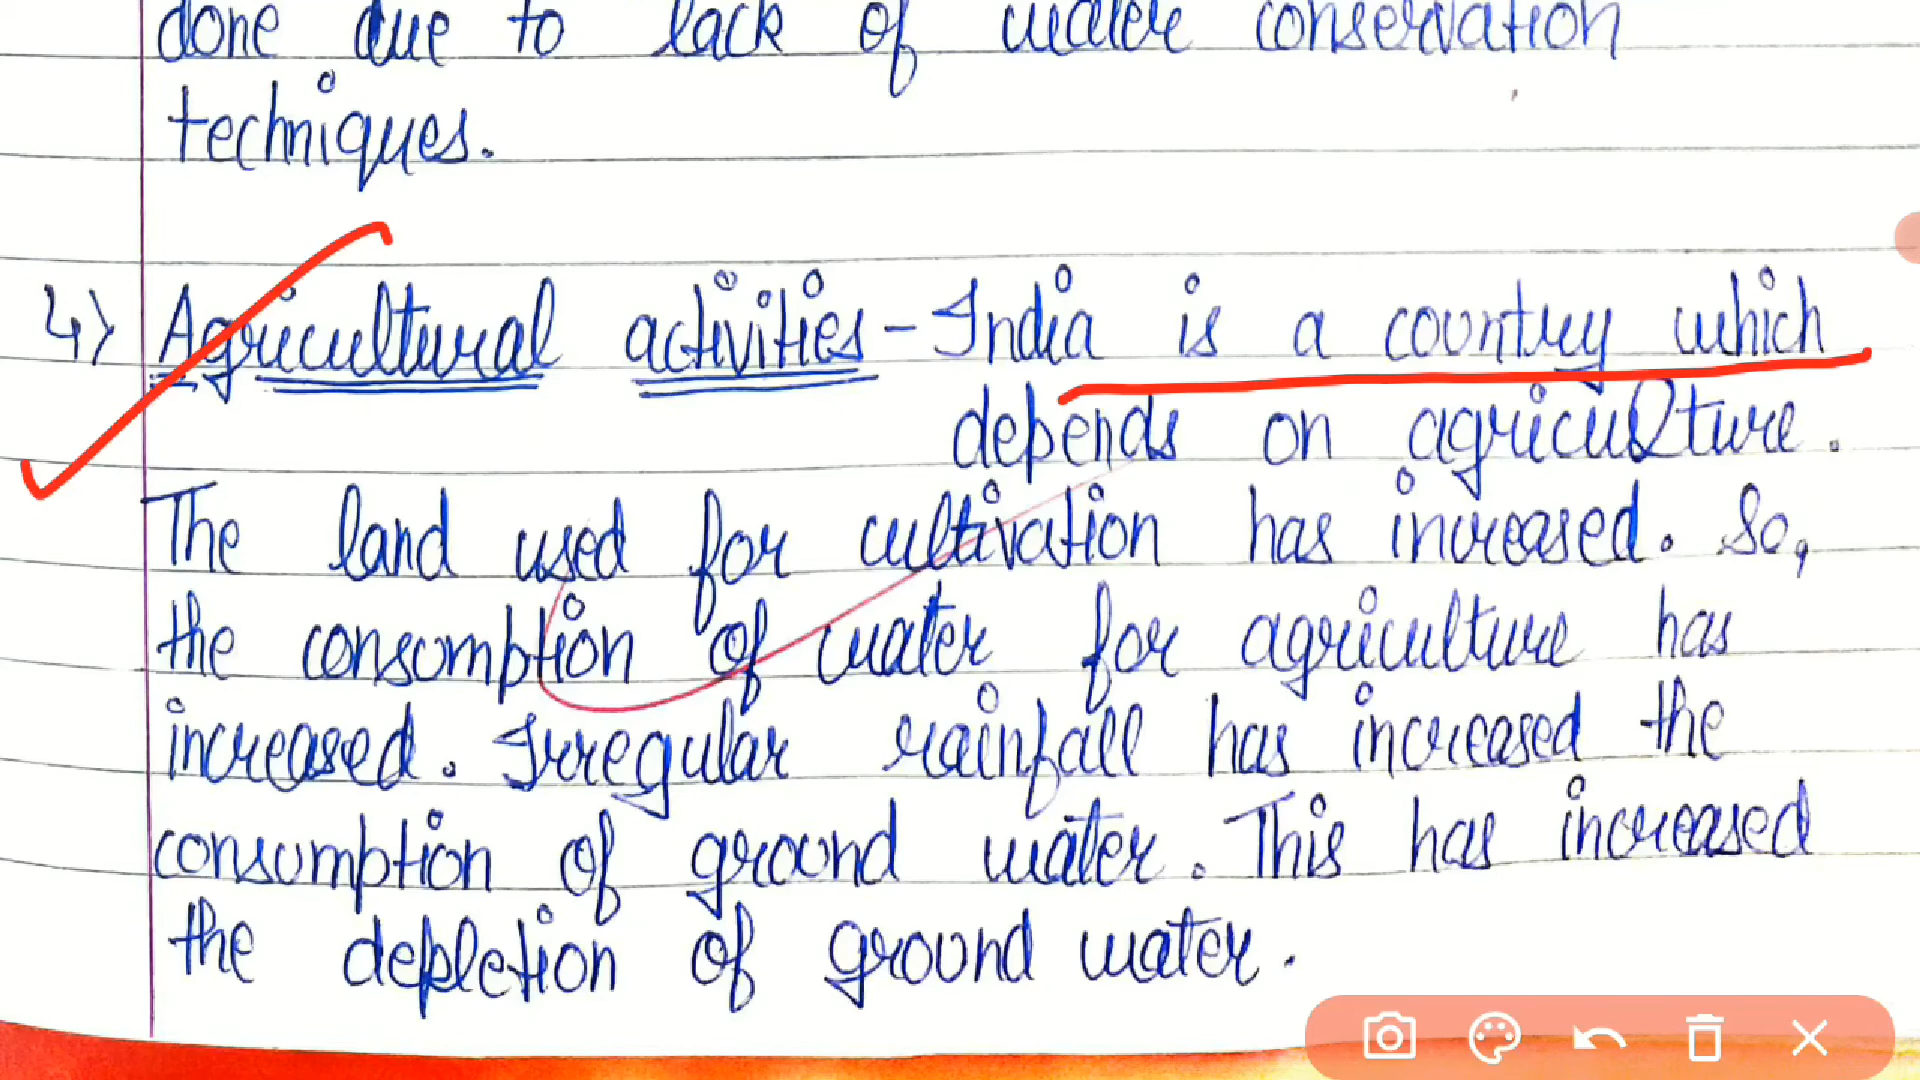 done due to lack of water conservation
techniques.
4) Agricultural activities - India is a country which
depends on agriculture.
The land used for cultivation has increased. So,
the consumption of water for agriculture has
increased. Irregular rainfall has increased the
consumption of ground water. This has increased
the depletion of ground water.